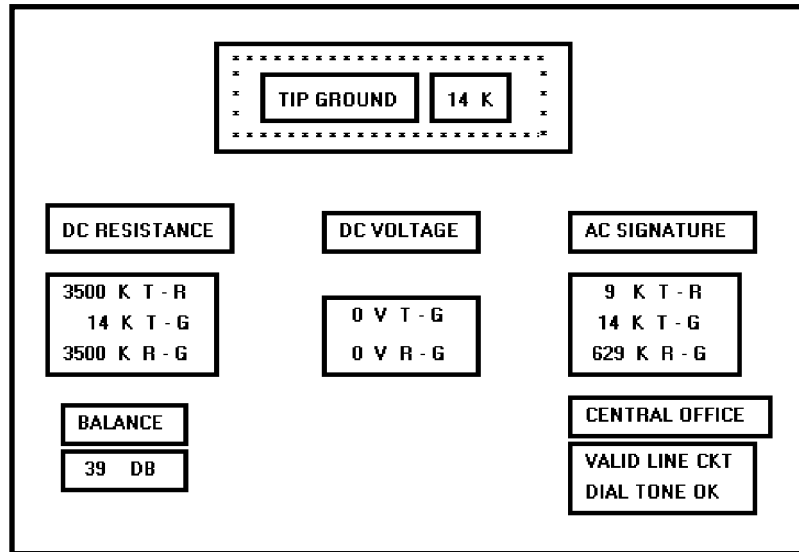 TIP GROUND 14 K
DC RESISTANCE
3500 K T - R
14 K T - G
3500 K R - G
DC VOLTAGE
0 V T - G
0 V R - G
AC SIGNATURE
9 K T - R
14 K T - G
629 K R - G
BALANCE
39 DB
CENTRAL OFFICE
VALID LINE CKT
DIAL TONE OK